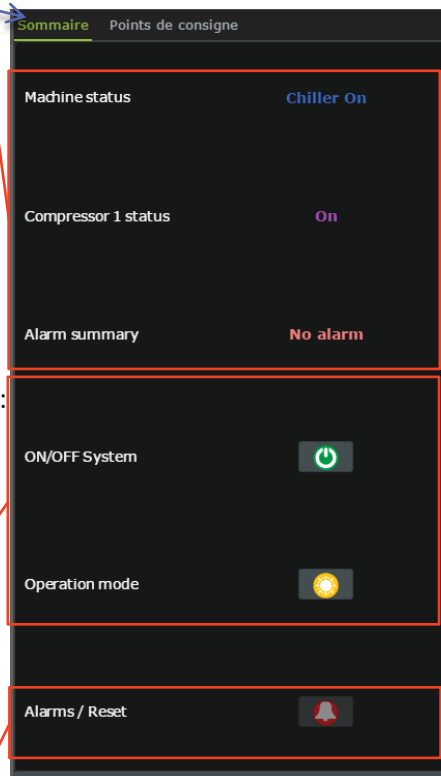 Sommaire Points de consigne
Machine status Chiller On
Compressor 1 status On
Alarm summary No alarm
:
ON/OFF System
Operation mode
Alarms / Reset